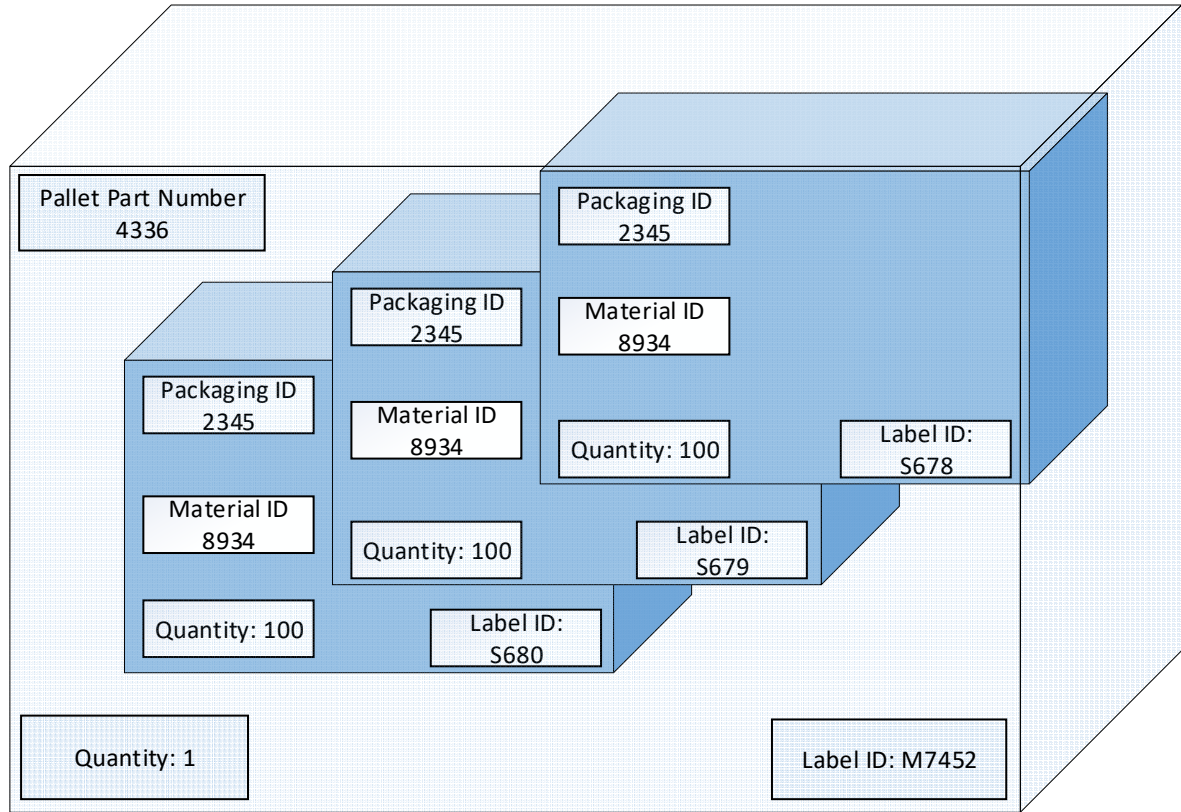 Pallet Part Number
4336
Packaging ID
2345
Material ID
8934
Quantity: 100
Label ID:
S678
Packaging ID
2345
Material ID
8934
Quantity: 100
Label ID:
S679
Packaging ID
2345
Material ID
8934
Quantity: 100
Label ID:
S680
Quantity: 1
Label ID: M7452